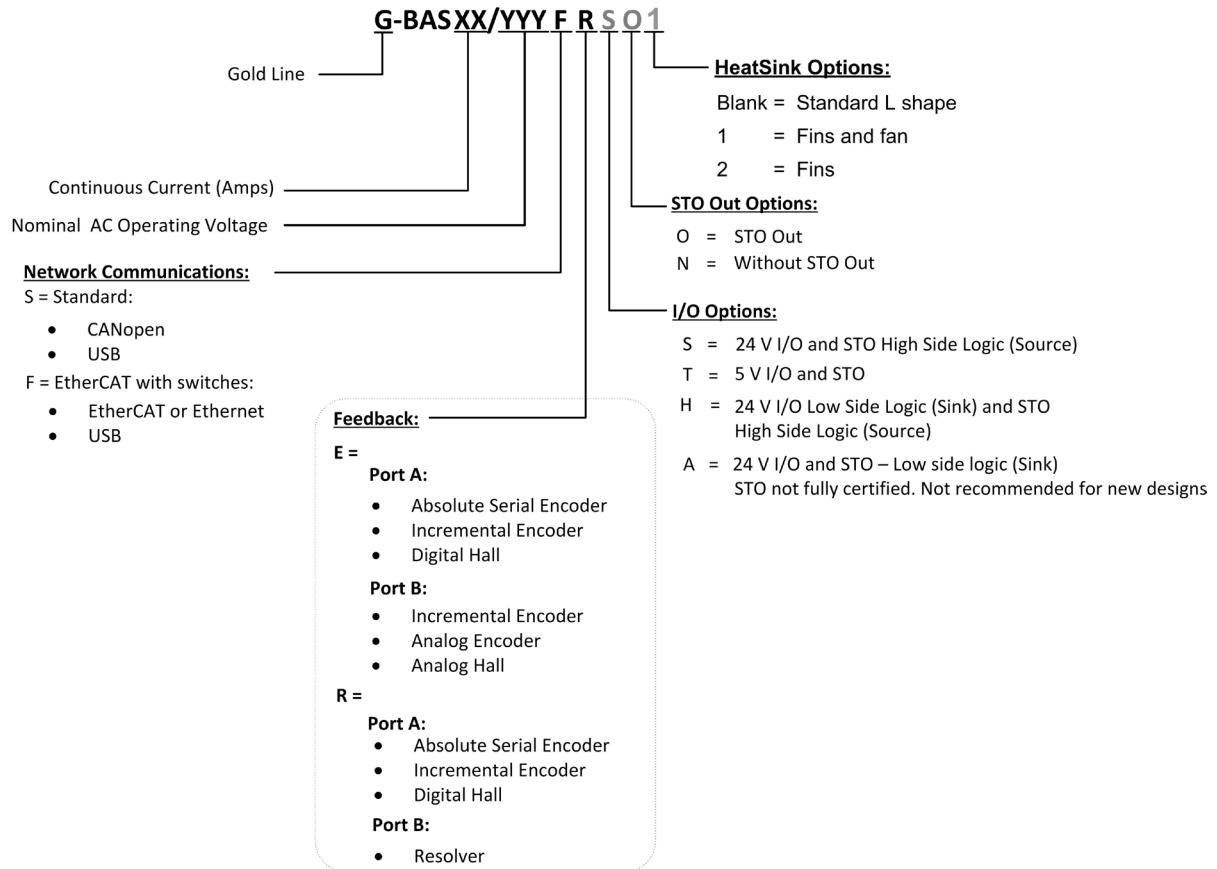 G-BASXX/YYY F R S O 1
Gold Line
Continuous Current (Amps)
Nominal AC Operating Voltage
Network Communications:
S = Standard:
• CANopen
• USB
F = EtherCAT with switches:
• EtherCAT or Ethernet
• USB
Feedback:
E =
Port A:
• Absolute Serial Encoder
• Incremental Encoder
• Digital Hall
Port B:
• Incremental Encoder
• Analog Encoder
• Analog Hall
R =
Port A:
• Absolute Serial Encoder
• Incremental Encoder
• Digital Hall
Port B:
• Resolver
HeatSink Options:
Blank = Standard L shape
1 = Fins and fan
2 = Fins
STO Out Options:
O = STO Out
N = Without STO Out
I/O Options:
S = 24 V I/O and STO High Side Logic (Source)
T = 5 V I/O and STO
H = 24 V I/O Low Side Logic (Sink) and STO
High Side Logic (Source)
A = 24 V I/O and STO – Low side logic (Sink)
STO not fully certified. Not recommended for new designs